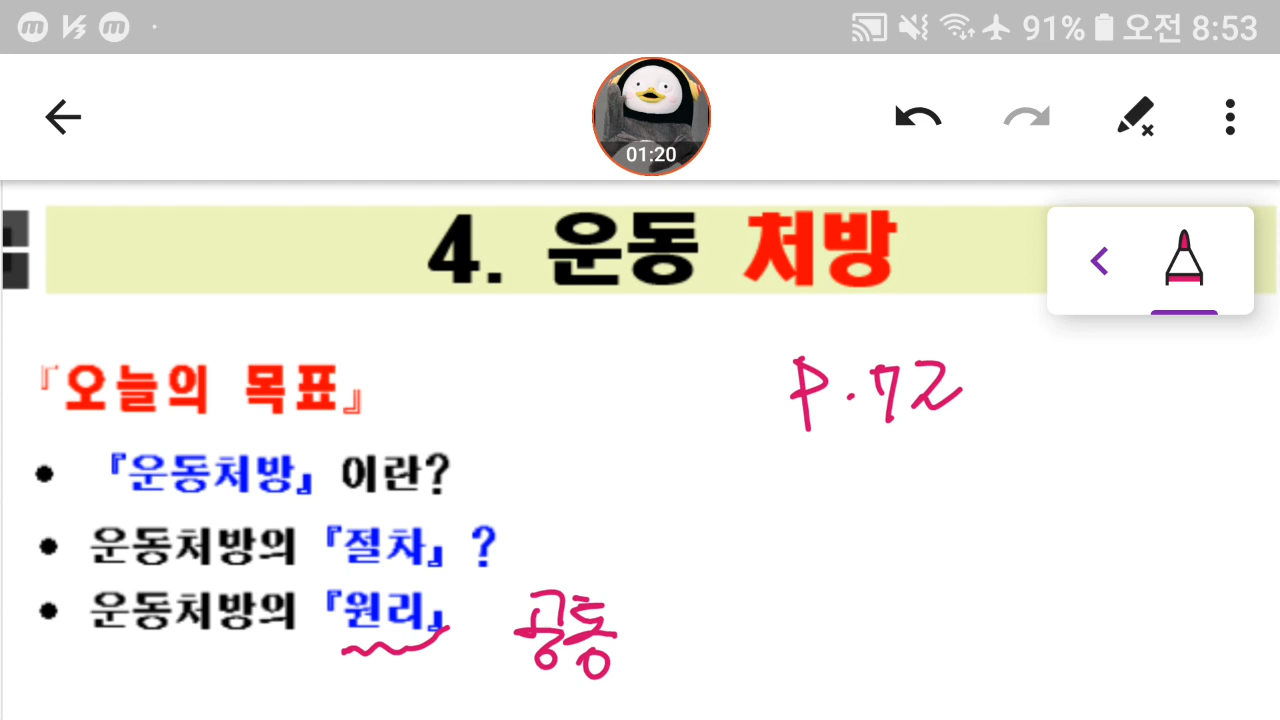 91% 오전 8:53
01:20
4. 운동 처방
『오늘의 목표』
P.72
• 『운동처방』 이란?
• 운동처방의 『절차』 ?
• 운동처방의 『원리』 공통